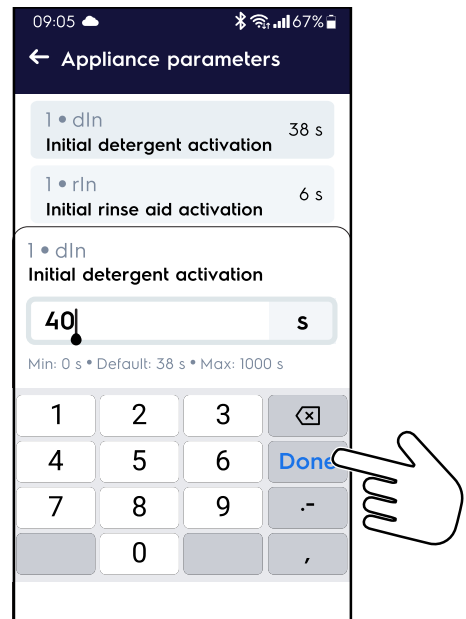 09:05 67%
← Appliance parameters
1 • dIn
Initial detergent activation
38 s
1 • rIn
Initial rinse aid activation
6 s
1 • dIn
Initial detergent activation
40 s
Min: 0 s • Default: 38 s • Max: 1000 s
1 2 3
4 5 6 Done
7 8 9 .-
0 ,